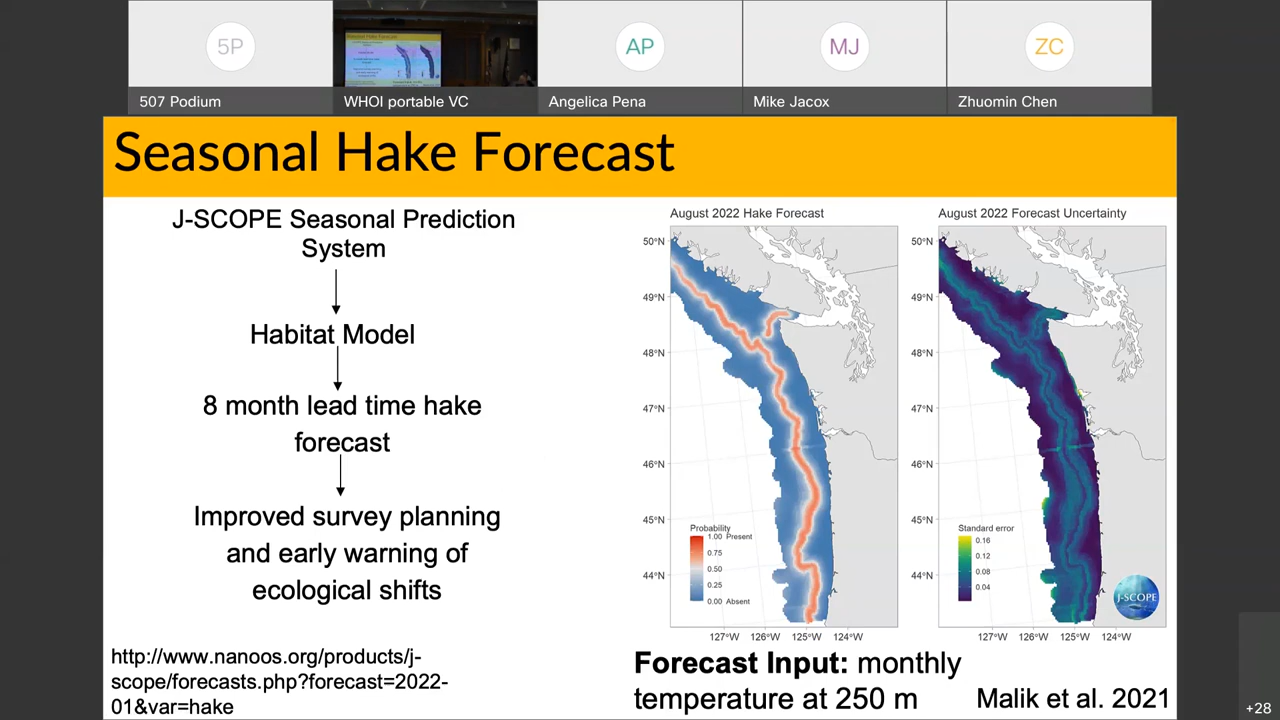 5P
AP
MJ
ZC
507 Podium
WHOI portable VC
Angelica Pena
Mike Jacox
Zhuomin Chen
Seasonal Hake Forecast
J-SCOPE Seasonal Prediction
System
Habitat Model
8 month lead time hake
forecast
Improved survey planning
and early warning of
ecological shifts
http://www.nanoos.org/products/j-
scope/forecasts.php?forecast=2022-
01&var=hake
August 2022 Hake Forecast
50°N
49°N
48°N
47°N
46°N
45°N
44°N
Probability
1.00 Present
0.75
0.50
0.25
0.00 Absent
127°W 126°W 125°W 124°W
August 2022 Forecast Uncertainty
50°N
49°N
48°N
47°N
46°N
45°N
44°N
Standard error
0.16
0.12
0.08
0.04
J-SCOPE
127°W 126°W 125°W 124°W
Forecast Input: monthly
temperature at 250 m
Malik et al. 2021
+28